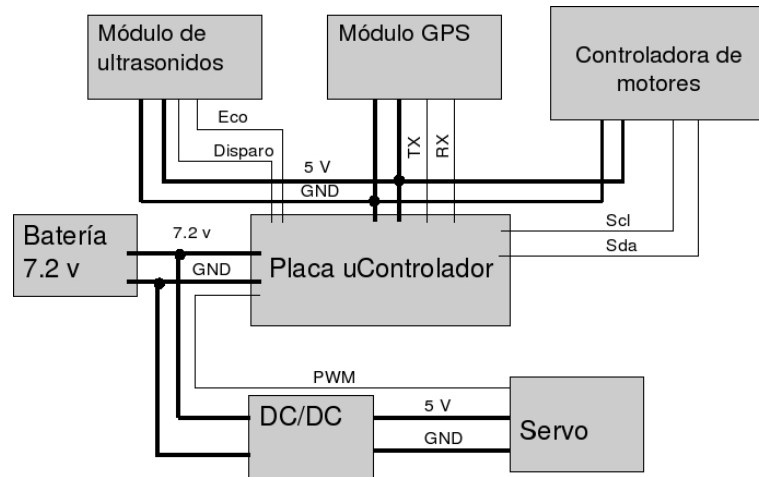 Módulo de
ultrasonidos
Módulo GPS
Controladora de
motores
Eco
Disparo
TX
RX
5 V
GND
Batería
7.2 v
7.2 v
GND
Placa uControlador
Scl
Sda
PWM
DC/DC
5 V
GND
Servo